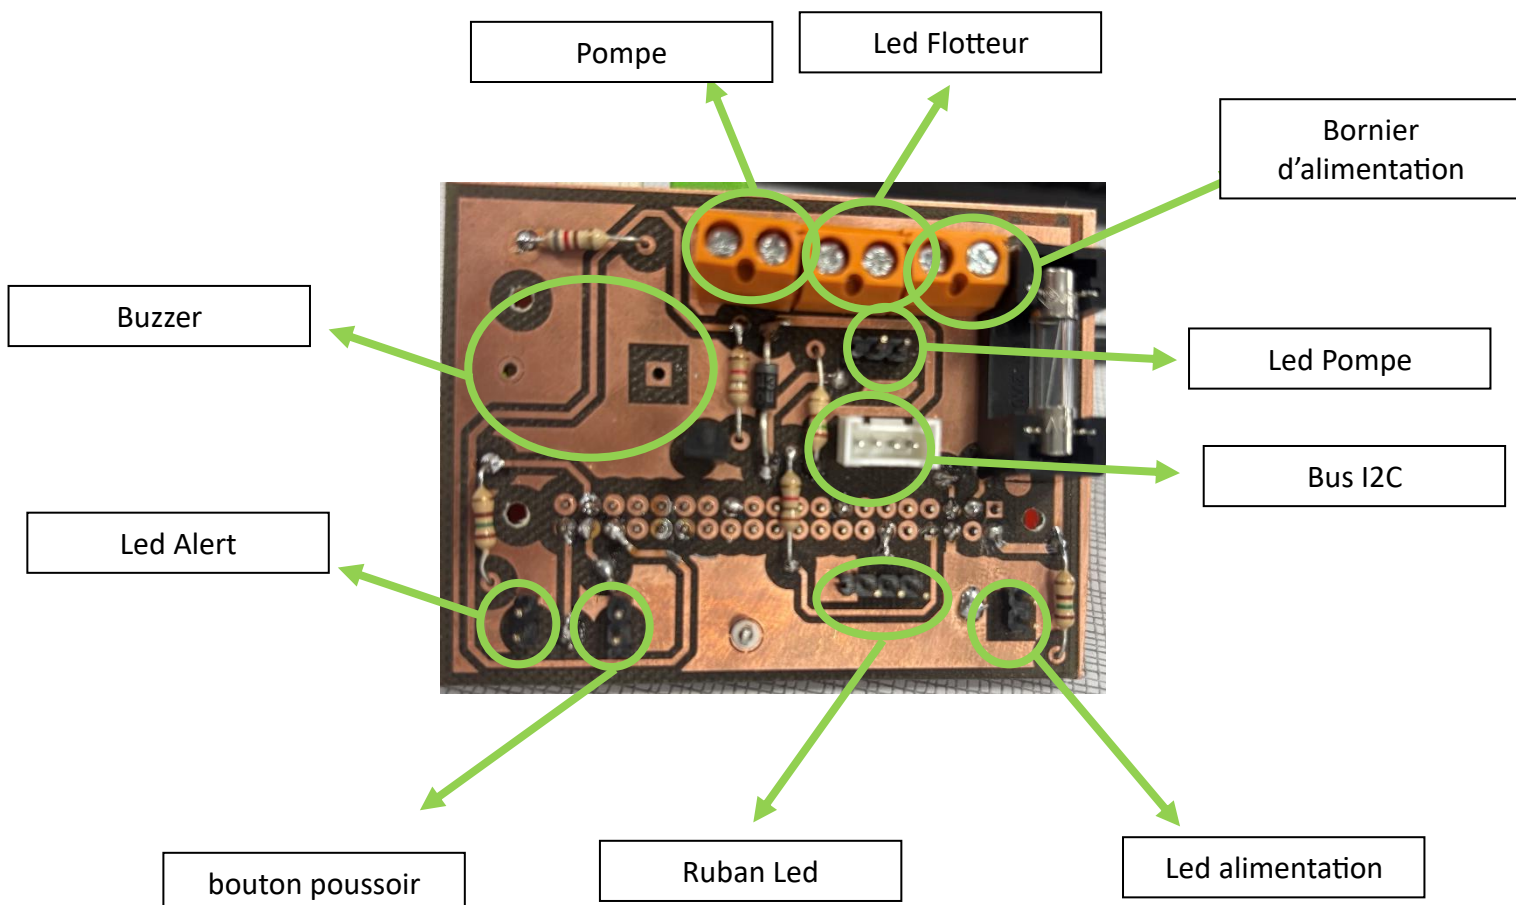 Pompe
Led Flotteur
Bornier
d’alimentation
Buzzer
Led Pompe
Bus I2C
Led Alert
bouton poussoir
Ruban Led
Led alimentation